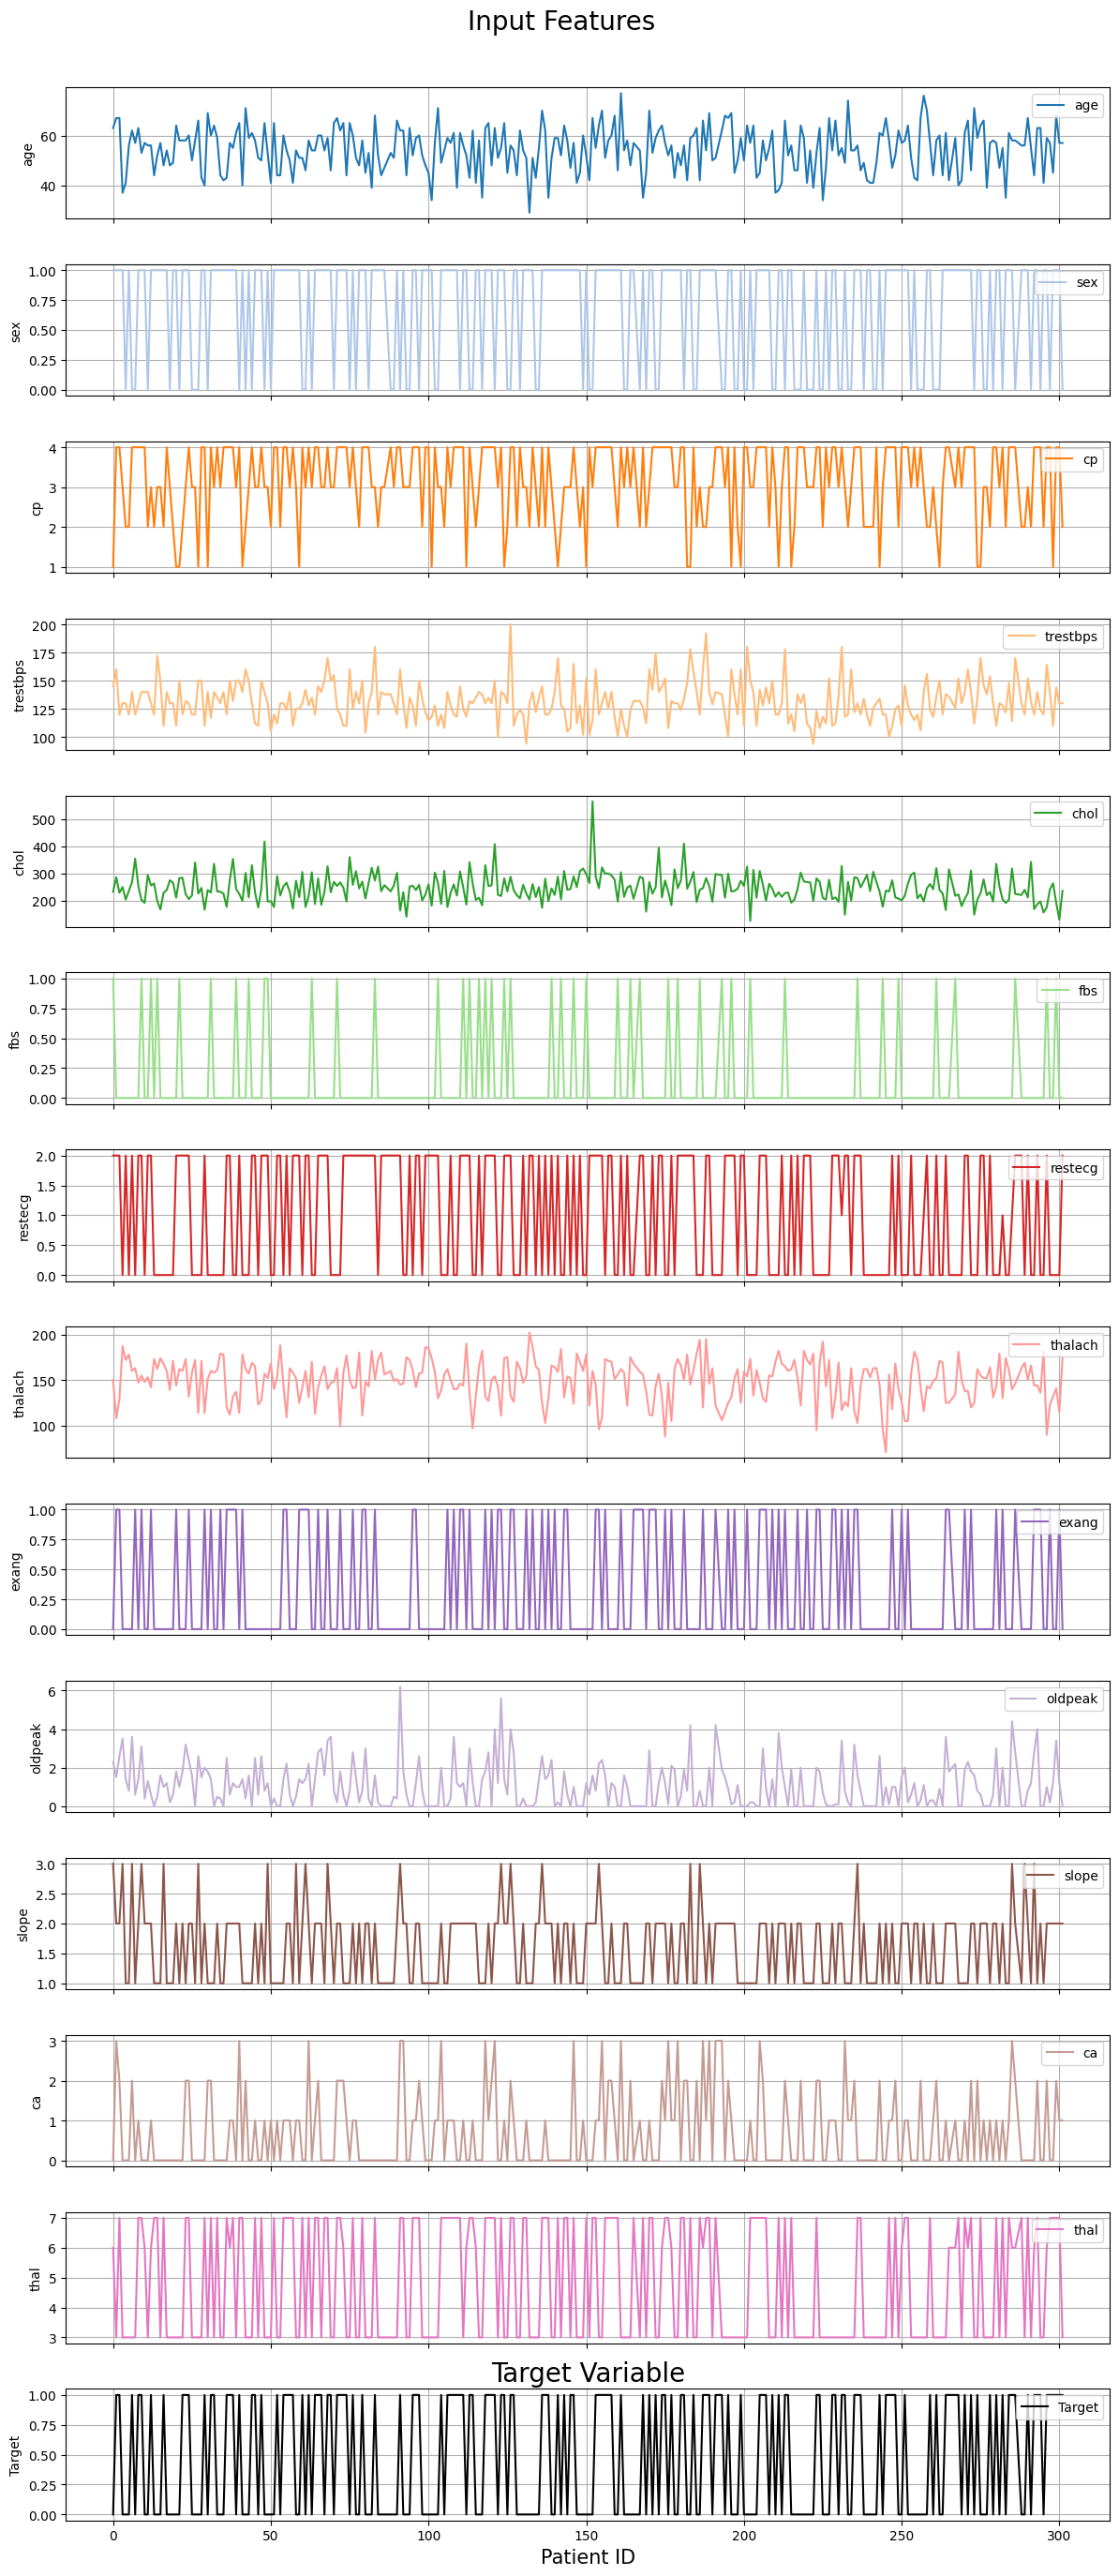 Input Features
60
40
age
age
1.00
0.75
0.50
0.25
0.00
sex
sex
4
3
2
1
cp
cp
200
175
150
125
100
trestbps
trestbps
500
400
300
200
chol
chol
1.00
0.75
0.50
0.25
0.00
fbs
fbs
2.0
1.5
1.0
0.5
0.0
restecg
restecg
200
150
100
thalach
thalach
1.00
0.75
0.50
0.25
0.00
exang
exang
6
4
2
0
oldpeak
oldpeak
3.0
2.5
2.0
1.5
1.0
slope
slope
3
2
1
0
ca
ca
7
6
5
4
3
thal
thal
Target Variable
1.00
0.75
0.50
0.25
0.00
Target
Target
0 50 100 150 200 250 300
Patient ID